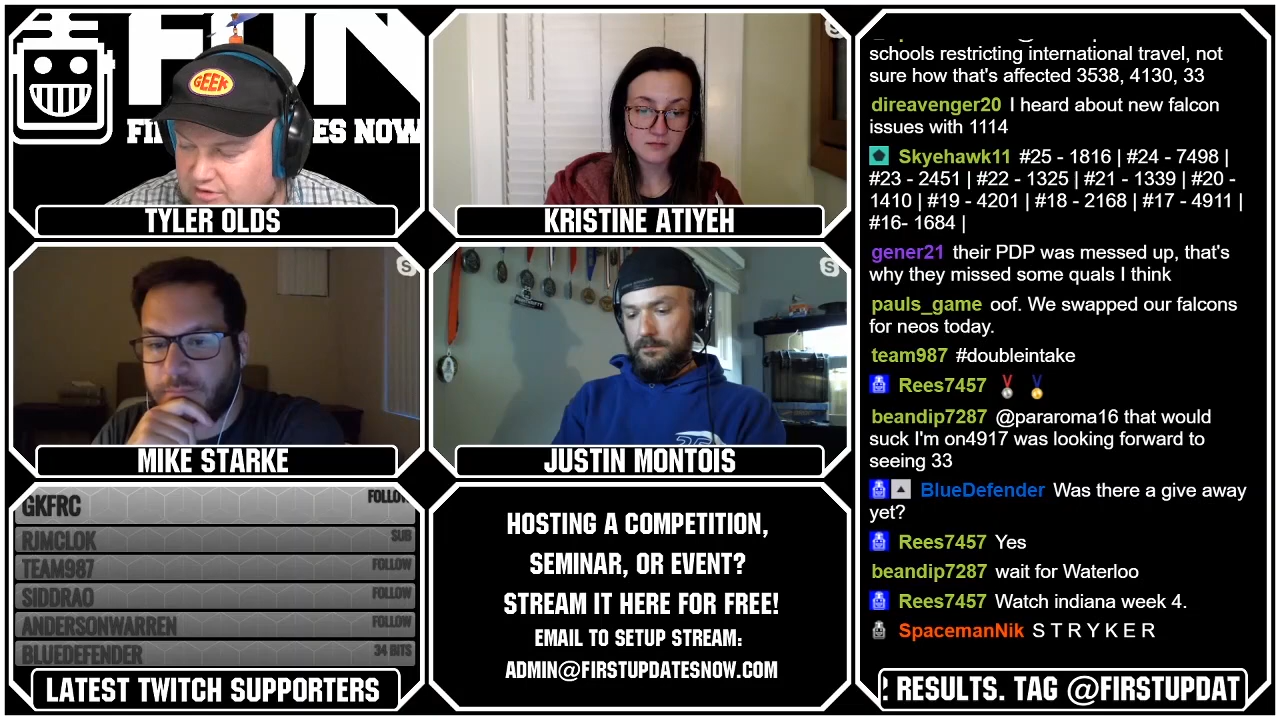 FUN
GEEK
ES NOW
TYLER OLDS
KRISTINE ATIYEH
MIKE STARKE
JUSTIN MONTOIS
GKFRC FOLLOW
RJMCLOK SUB
TEAM987 FOLLOW
SIDDRAO FOLLOW
ANDERSONWARREN FOLLOW
BLUEDEFENDER 34 BITS
LATEST TWITCH SUPPORTERS
HOSTING A COMPETITION,
SEMINAR, OR EVENT?
STREAM IT HERE FOR FREE!
EMAIL TO SETUP STREAM:
ADMIN@FIRSTUPDATESNOW.COM
schools restricting international travel, not
sure how that's affected 3538, 4130, 33
direavenger20 I heard about new falcon
issues with 1114
Skyehawk11 #25 - 1816 | #24 - 7498 |
#23 - 2451 | #22 - 1325 | #21 - 1339 | #20 -
1410 | #19 - 4201 | #18 - 2168 | #17 - 4911 |
#16- 1684 |
gener21 their PDP was messed up, that's
why they missed some quals I think
pauls_game oof. We swapped our falcons
for neos today.
team987 #doubleintake
Rees7457
beandip7287 @pararoma16 that would
suck I'm on4917 was looking forward to
seeing 33
BlueDefender Was there a give away
yet?
Rees7457 Yes
beandip7287 wait for Waterloo
Rees7457 Watch indiana week 4.
SpacemanNik S T R Y K E R
RESULTS. TAG @FIRSTUPDAT